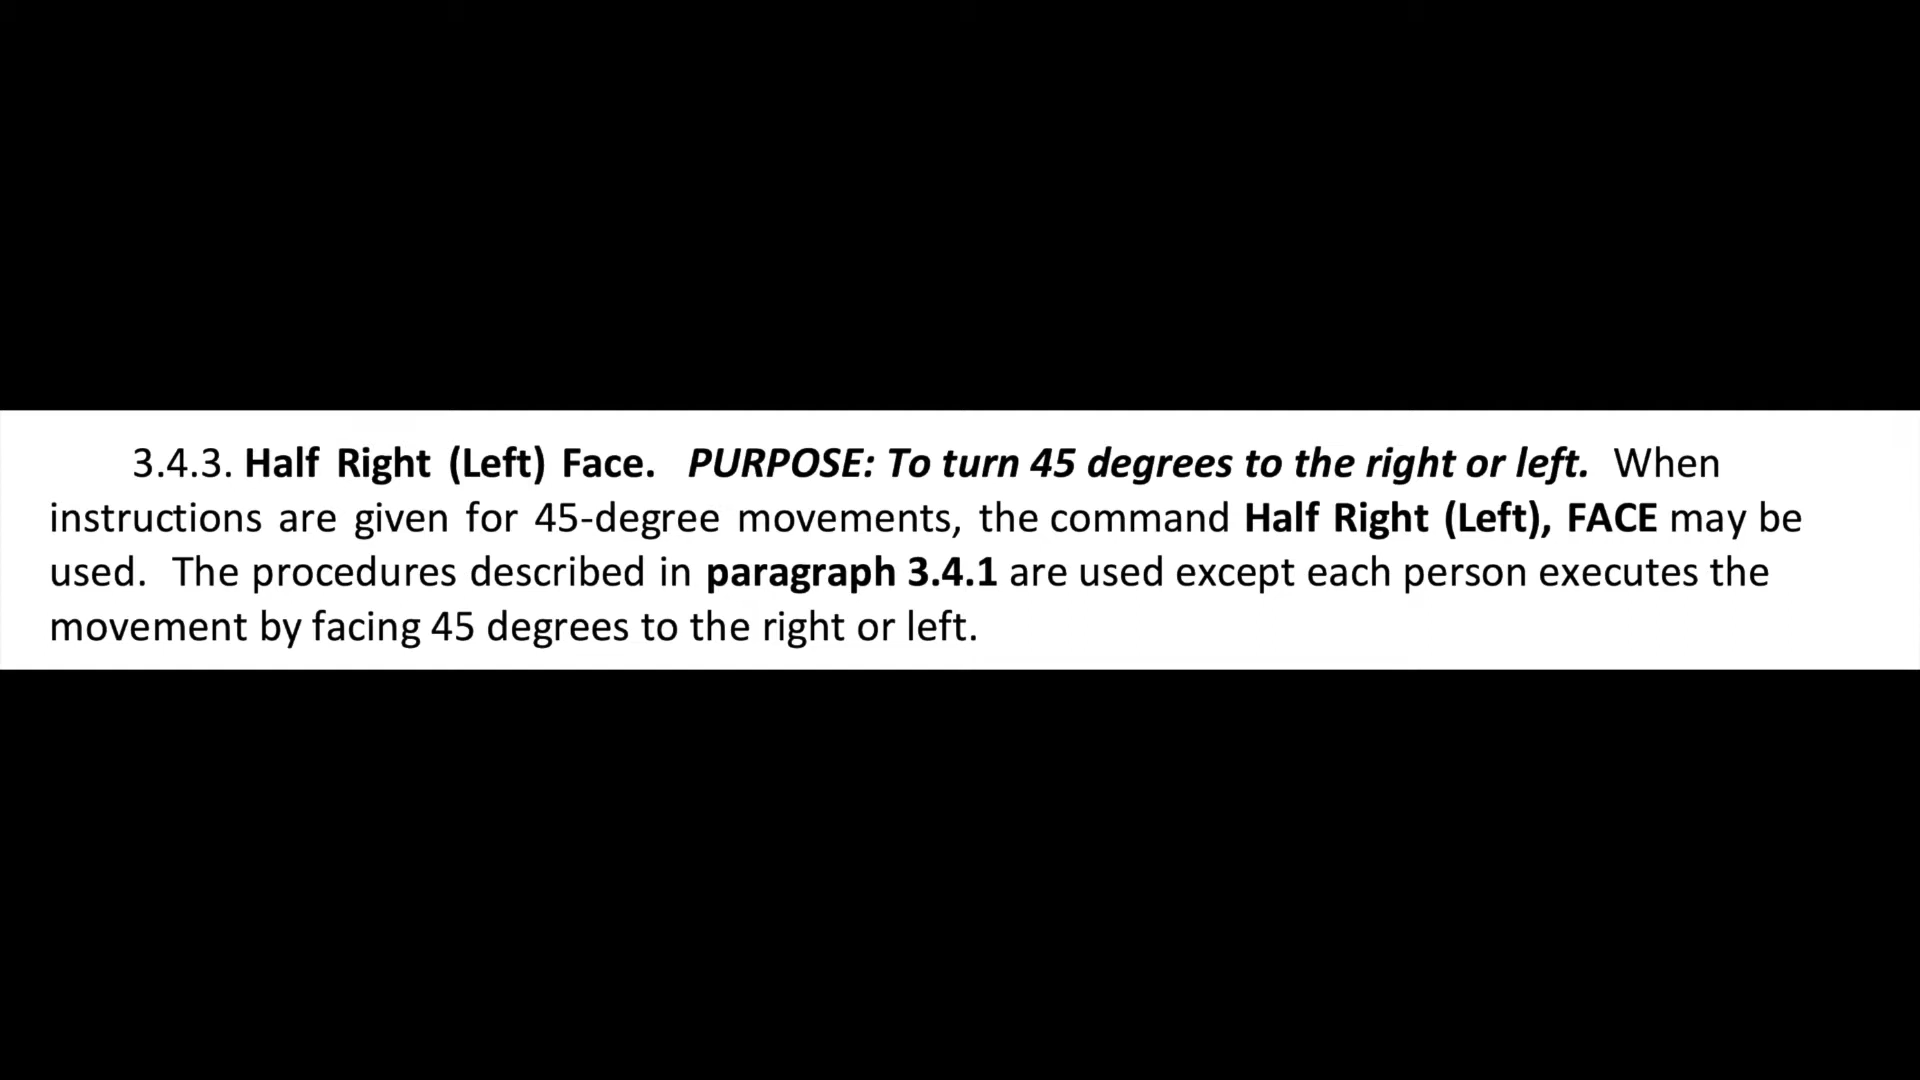 3.4.3. Half Right (Left) Face. PURPOSE: To turn 45 degrees to the right or left. When
instructions are given for 45-degree movements, the command Half Right (Left), FACE may be
used. The procedures described in paragraph 3.4.1 are used except each person executes the
movement by facing 45 degrees to the right or left.